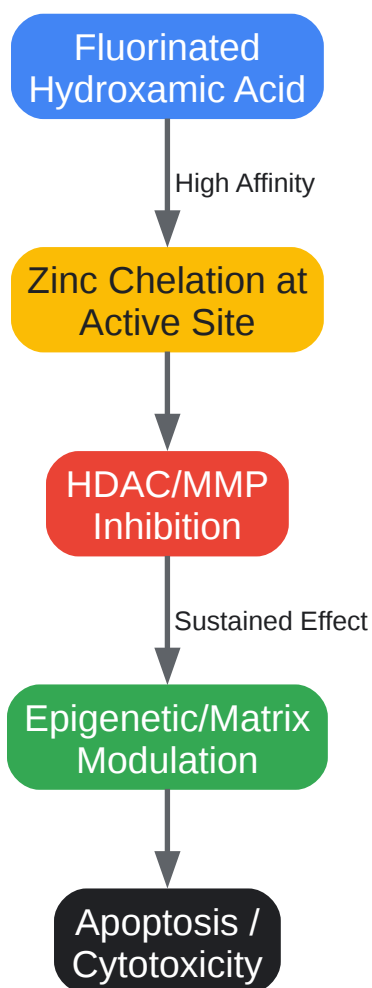 Fluorinated
Hydroxamic Acid
High Affinity
Zinc Chelation at
Active Site
HDAC/MMP
Inhibition
Sustained Effect
Epigenetic/Matrix
Modulation
Apoptosis /
Cytotoxicity